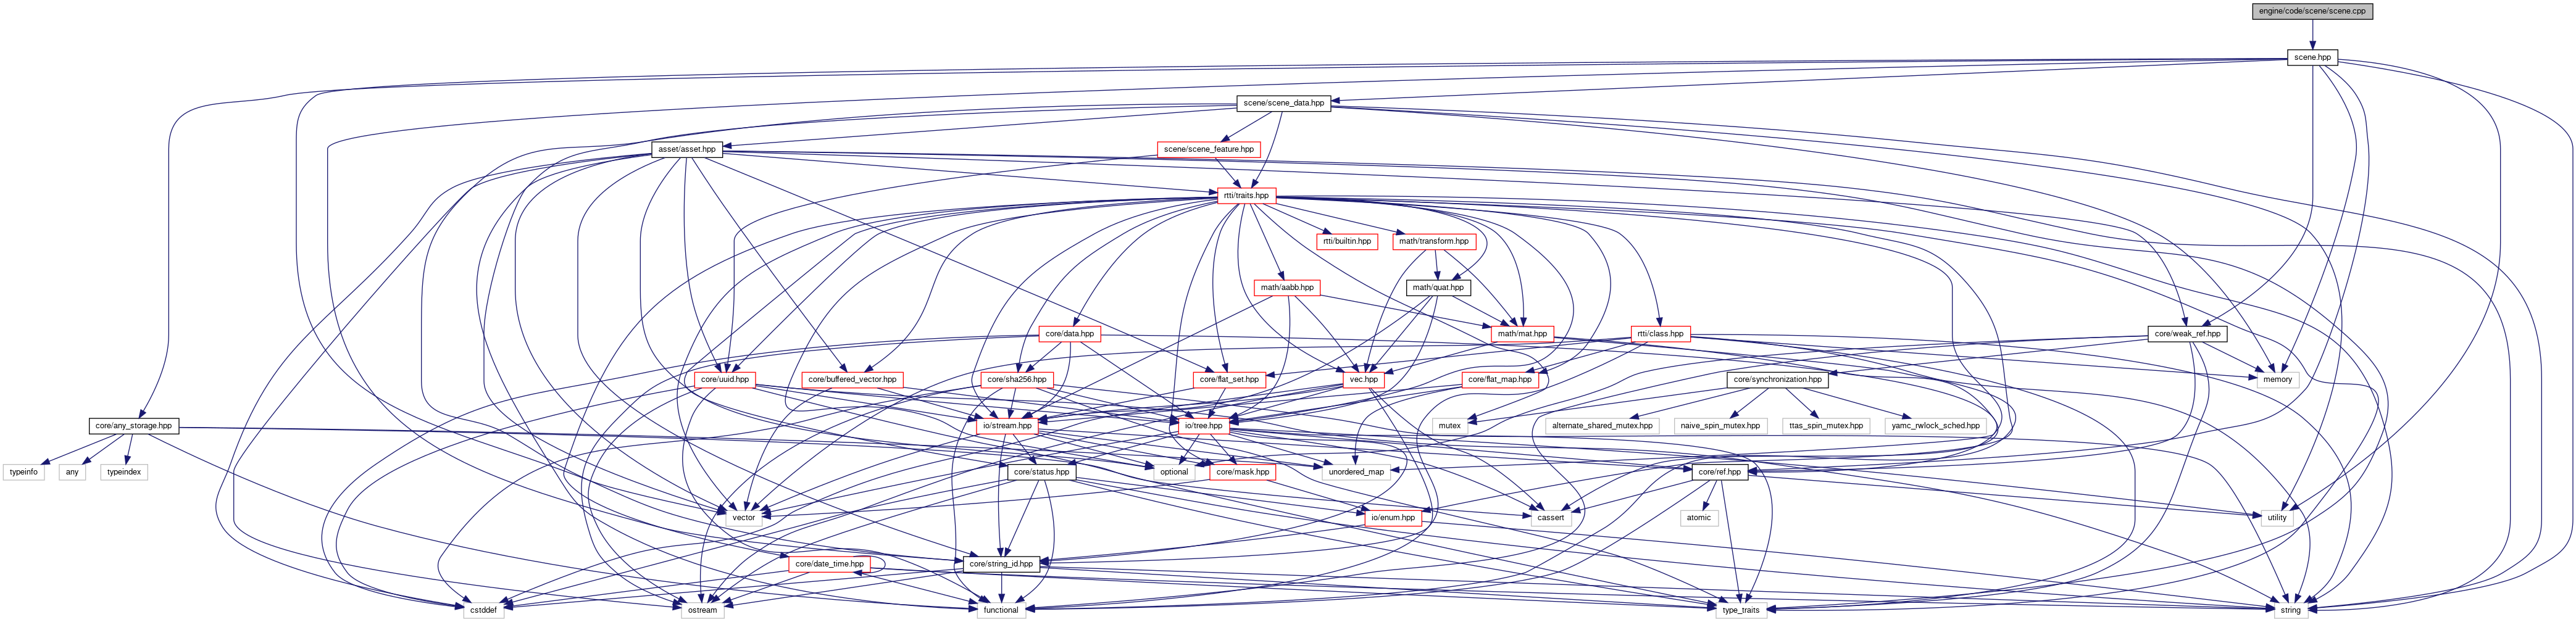 engine/code/scene/scene.cpp
scene.hpp
scene/scene_data.hpp
asset/asset.hpp
scene/scene_feature.hpp
rtti/traits.hpp
rtti/builtin.hpp
math/transform.hpp
math/aabb.hpp
math/quat.hpp
core/data.hpp
math/mat.hpp
rtti/class.hpp
core/weak_ref.hpp
core/uuid.hpp
core/buffered_vector.hpp
core/sha256.hpp
core/flat_set.hpp
vec.hpp
core/flat_map.hpp
core/synchronization.hpp
memory
core/any_storage.hpp
io/stream.hpp
io/tree.hpp
mutex
alternate_shared_mutex.hpp
naive_spin_mutex.hpp
ttas_spin_mutex.hpp
yamc_rwlock_sched.hpp
typeinfo
any
typeindex
core/status.hpp
optional
core/mask.hpp
unordered_map
core/ref.hpp
vector
io/enum.hpp
cassert
atomic
utility
core/date_time.hpp
core/string_id.hpp
cstddef
ostream
functional
type_traits
string